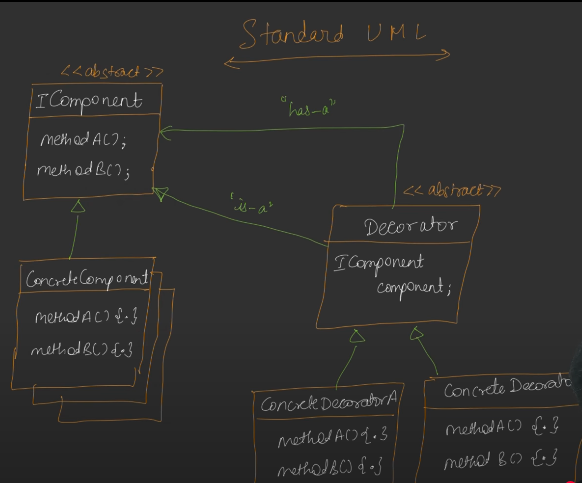 Standard UML
<<abstract>>
IComponent
methodA();
methodB();
"has-a"
"is-a"
<<abstract>>
Decorator
IComponent
component;
ConcreteComponent
methodA() {.}
methodB() {.}
ConcreteDecoratorA
methodA() {.}
methodB() {.}
Concrete Decorato
methodA() {.}
method B() {.}